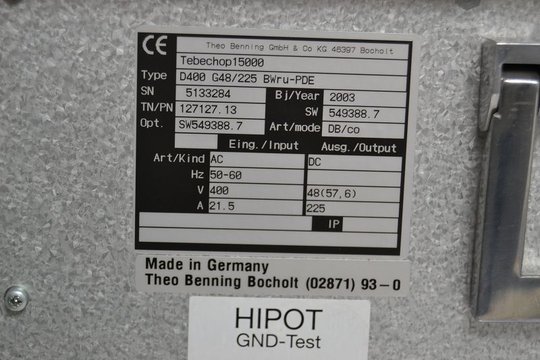 CE Theo Benning GmbH & Co KG 46397 Bocholt
Tebechop15000
Type D400 G48/225 BWru-PDE
SN 5133284 Bj/Year 2003
TN/PN 127127.13 SW 549388.7
Opt. SW549388.7 Art/mode DB/co
Eing./Input Ausg./Output
Art/Kind AC DC
Hz 50-60
V 400 48(57,6)
A 21.5 225
IP
Made in Germany
Theo Benning Bocholt (02871) 93-0
HIPOT
GND-Test